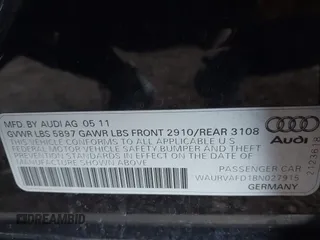 MFD. BY AUDI AG 05 11
GVWR LBS 5897 GAWR LBS FRONT 2910/REAR 3108
THIS VEHICLE CONFORMS TO ALL APPLICABLE U.S.
FEDERAL MOTOR VEHICLE SAFETY BUMPER AND THEFT
PREVENTION STANDARDS IN EFFECT ON THE DATE OF
MANUFACTURE SHOWN ABOVE.
Audi
PASSENGER CAR
WAURVAFD1BN027915
GERMANY
Z123618
DREAMBID